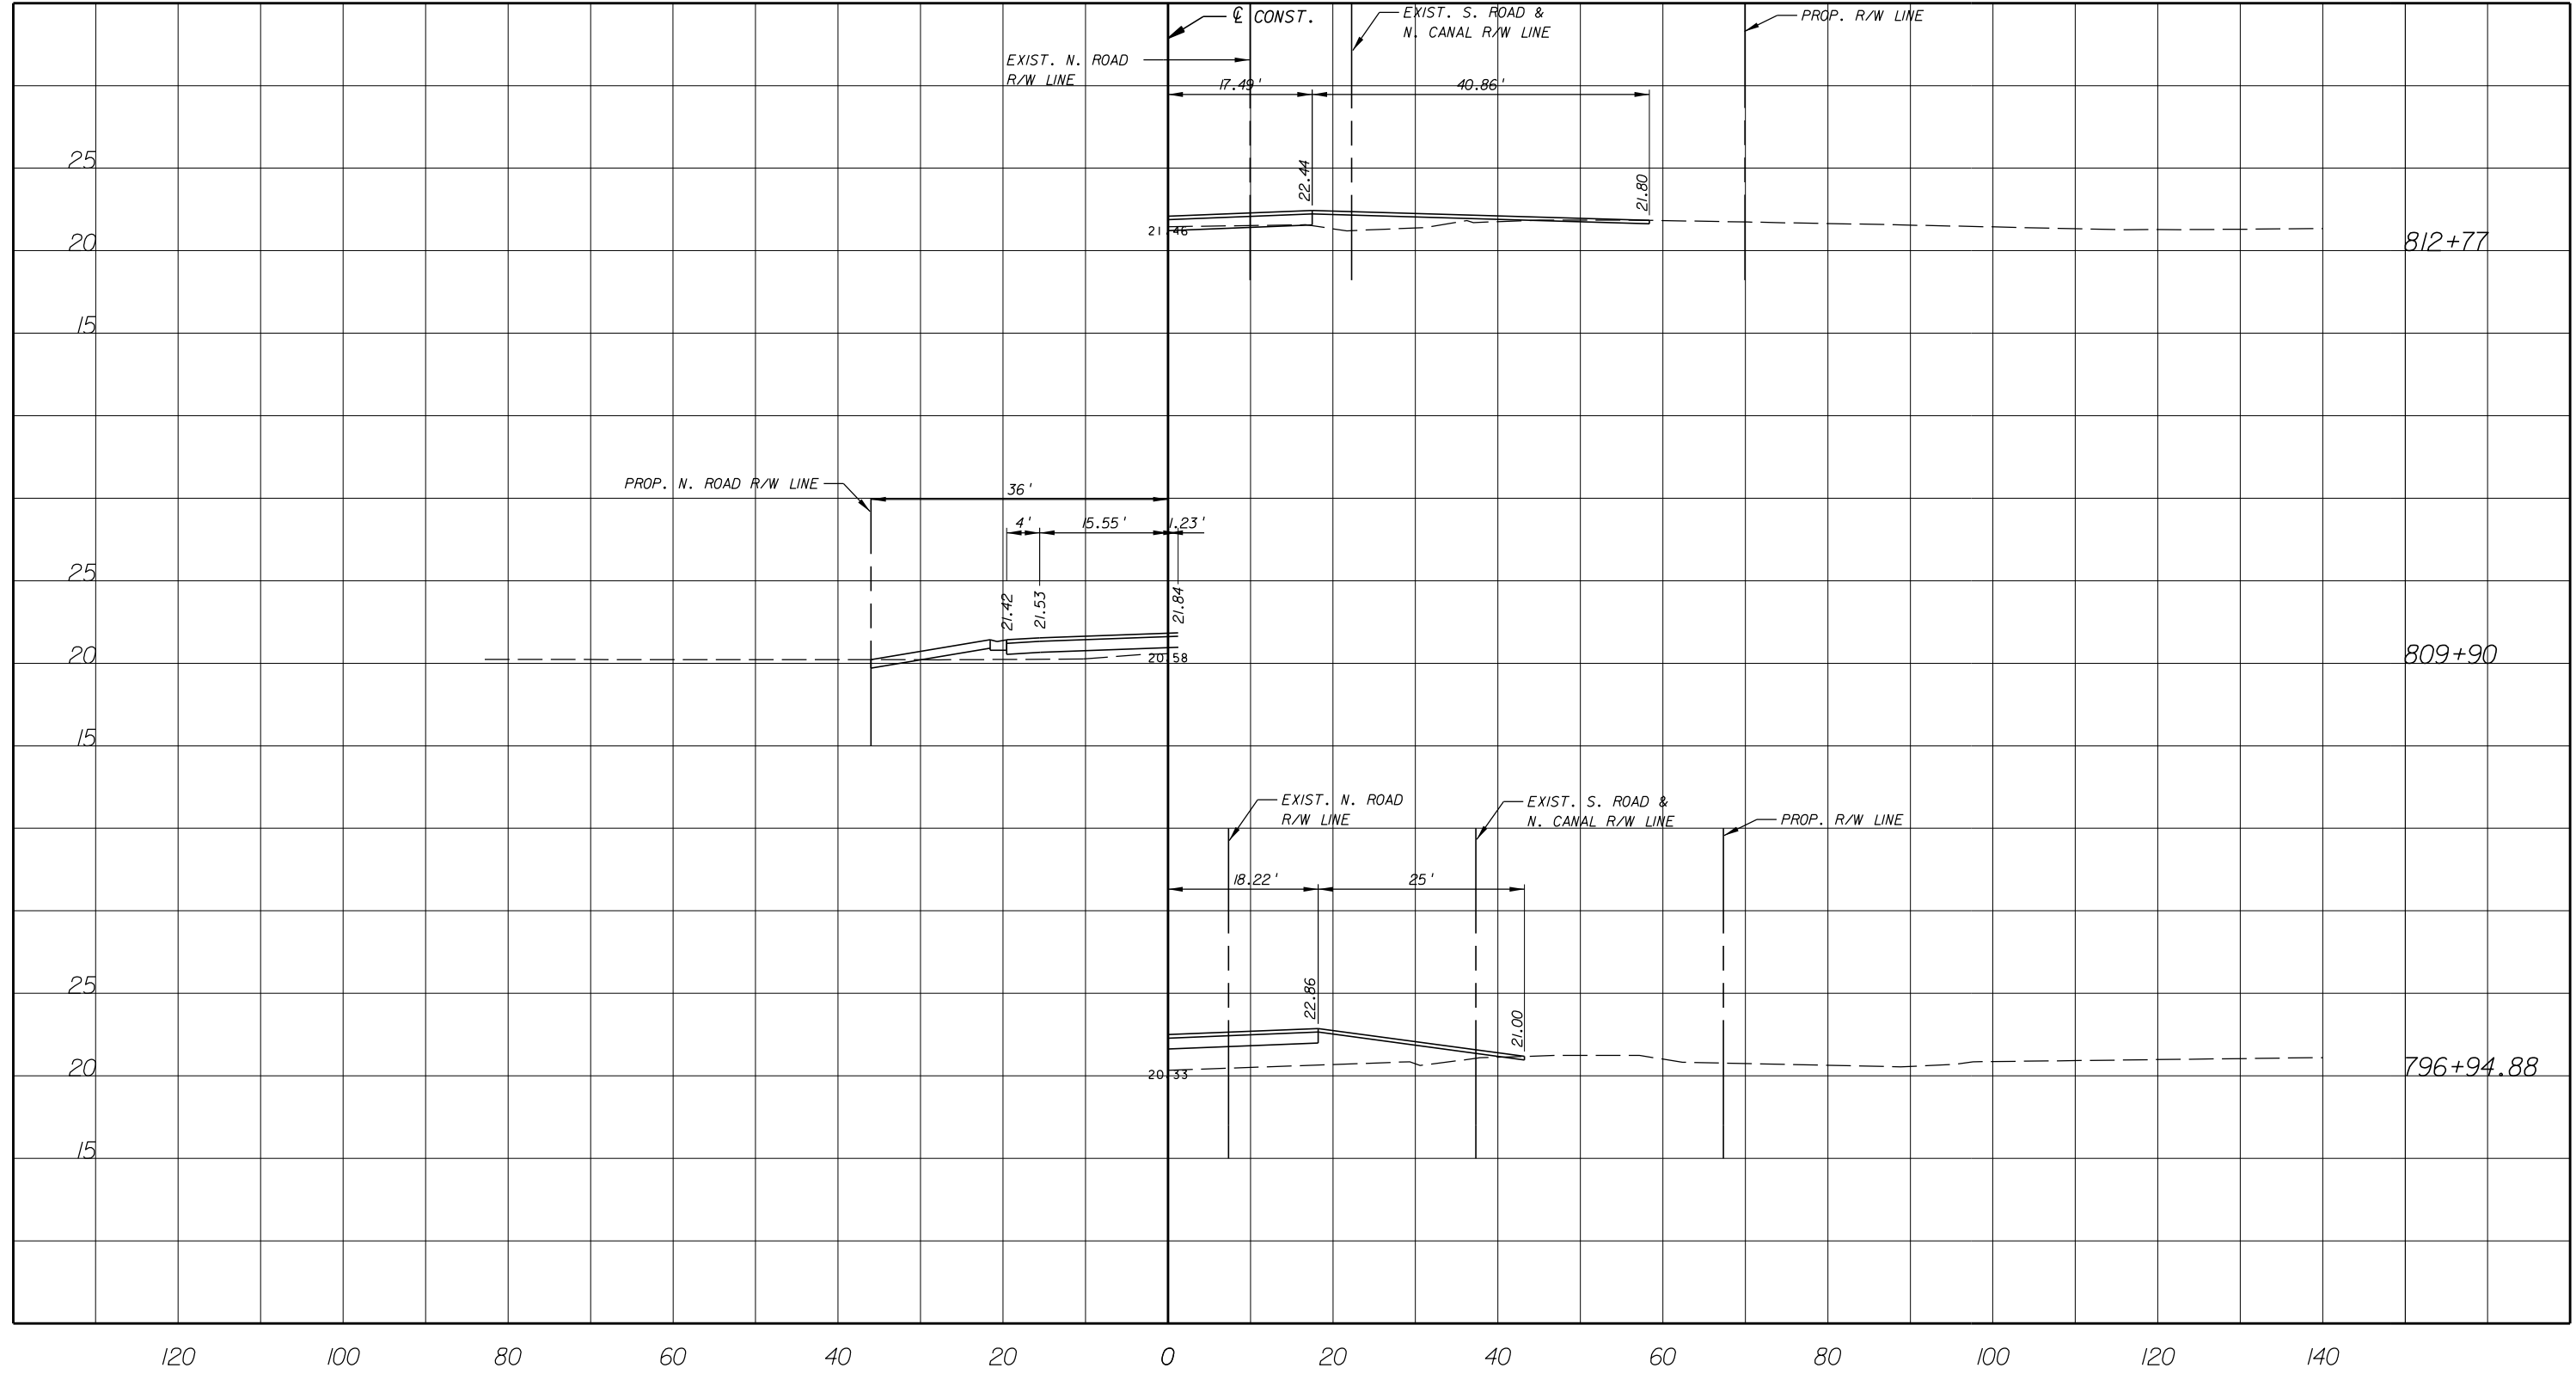 ℄ CONST.
EXIST. S. ROAD &
N. CANAL R/W LINE
PROP. R/W LINE
EXIST. N. ROAD
R/W LINE
17.49'
40.86'
25
22.44
21.80
21.46
20
812+77
15
PROP. N. ROAD R/W LINE
36'
4'
15.55'
1.23'
25
21.42
21.53
21.84
20
20.58
809+90
15
EXIST. N. ROAD
R/W LINE
EXIST. S. ROAD &
N. CANAL R/W LINE
PROP. R/W LINE
18.22'
25'
25
22.86
21.00
20
20.33
796+94.88
15
120 100 80 60 40 20 0 20 40 60 80 100 120 140